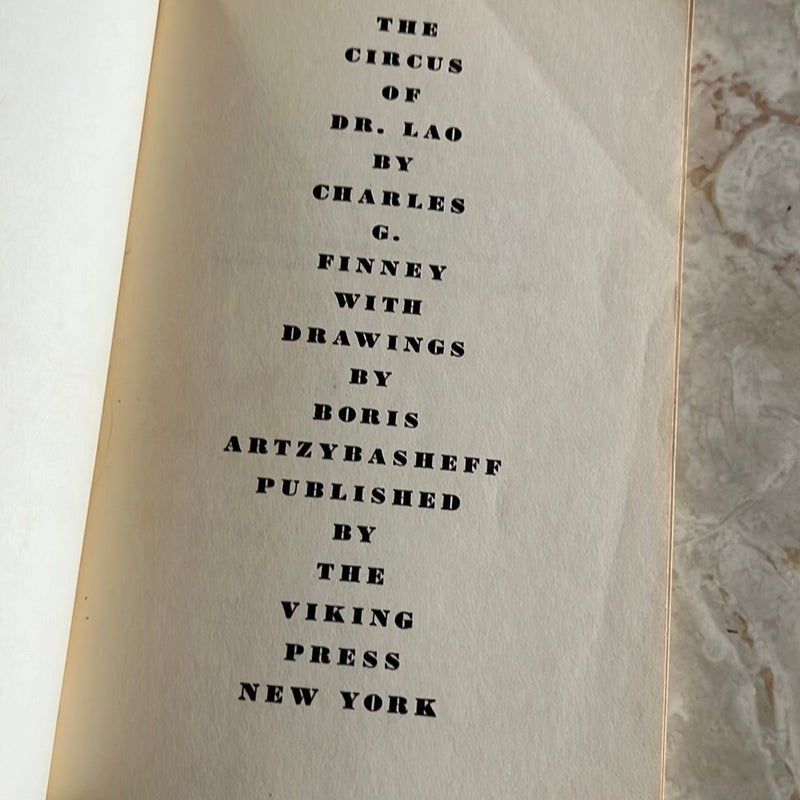 THE
CIRCUS
OF
DR. LAO
BY
CHARLES
G.
FINNEY
WITH
DRAWINGS
BY
BORIS
ARTZYBASHEFF
PUBLISHED
BY
THE
VIKING
PRESS
NEW YORK